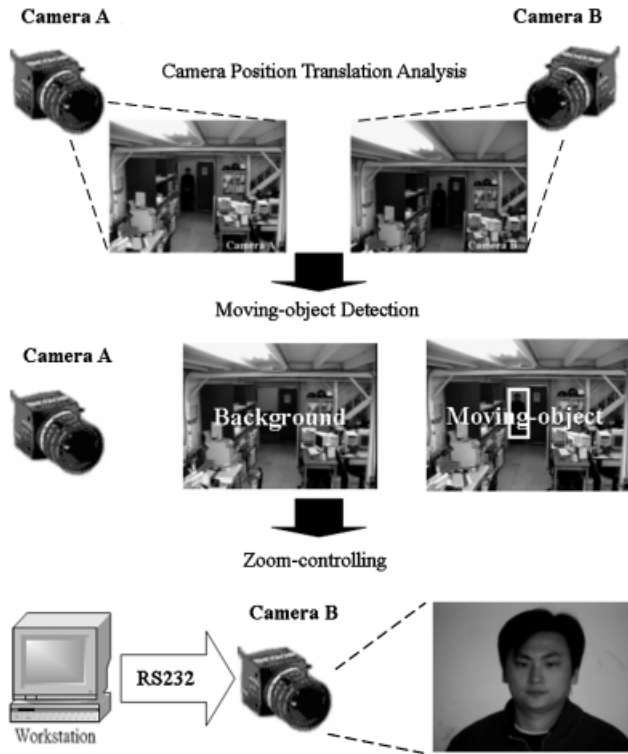 Camera A
Camera B
Camera Position Translation Analysis
Camera A
Camera B
Moving-object Detection
Camera A
Background
Moving-object
Zoom-controlling
Camera B
RS232
Workstation